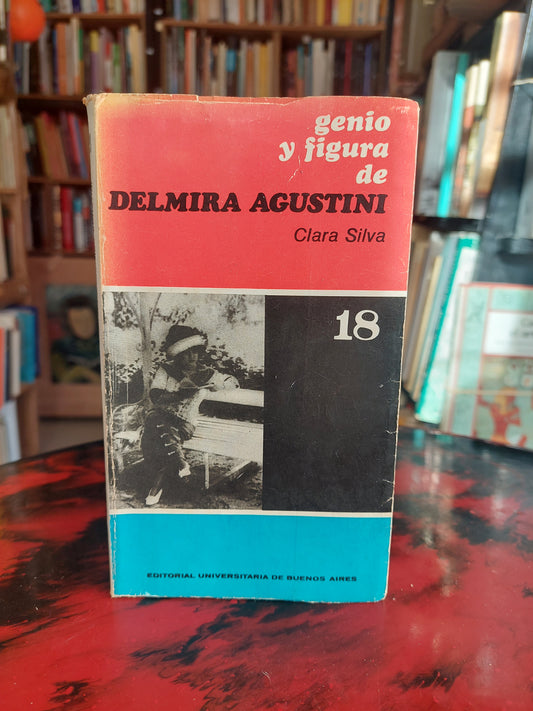 genio
y figura
de
DELMIRA AGUSTINI
Clara Silva
18
EDITORIAL UNIVERSITARIA DE BUENOS AIRES